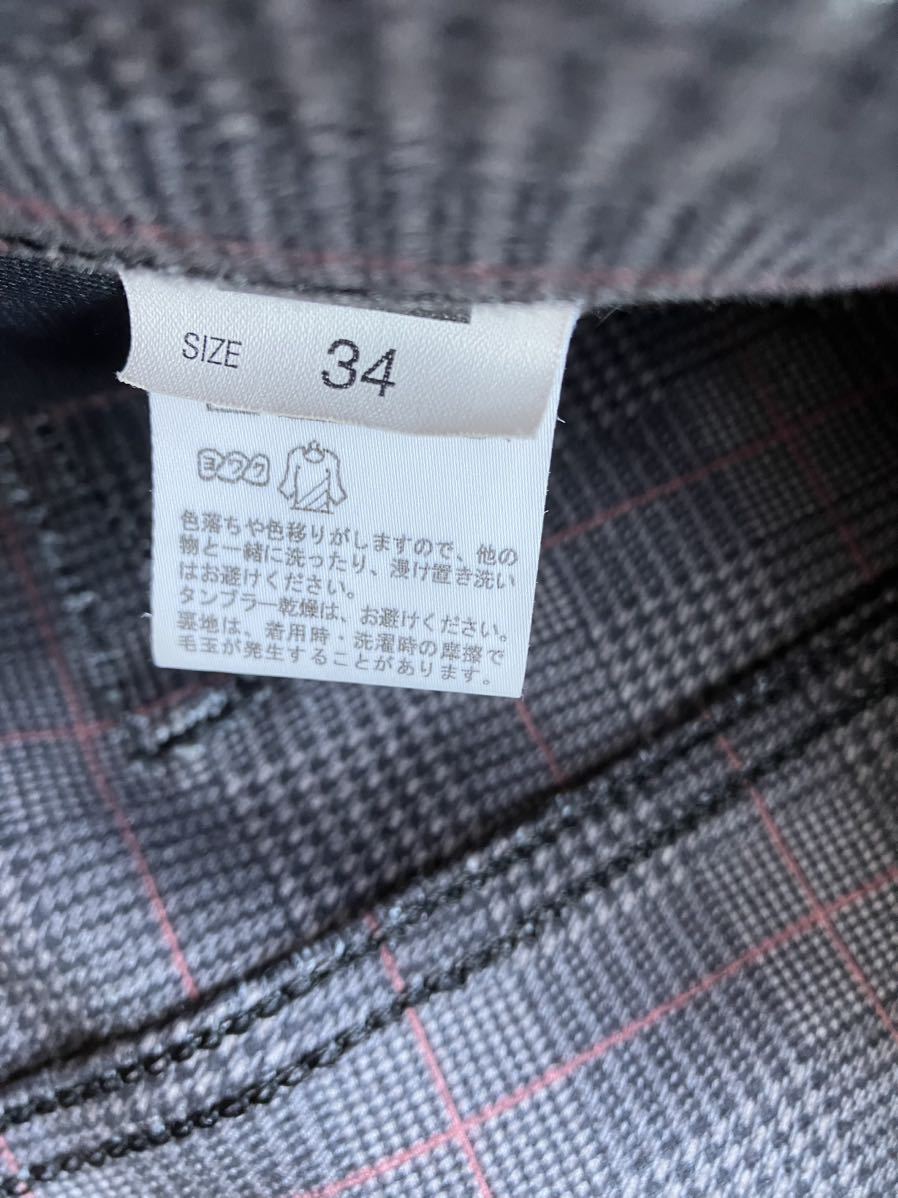 SIZE 34
ヨワク
色落ちや色移りがしますので、他の
物と一緒に洗ったり、浸け置き洗い
はお避けください。
タンブラー乾燥は、お避けください。
裏地は、着用時・洗濯時の摩擦で
毛玉が発生することがあります。